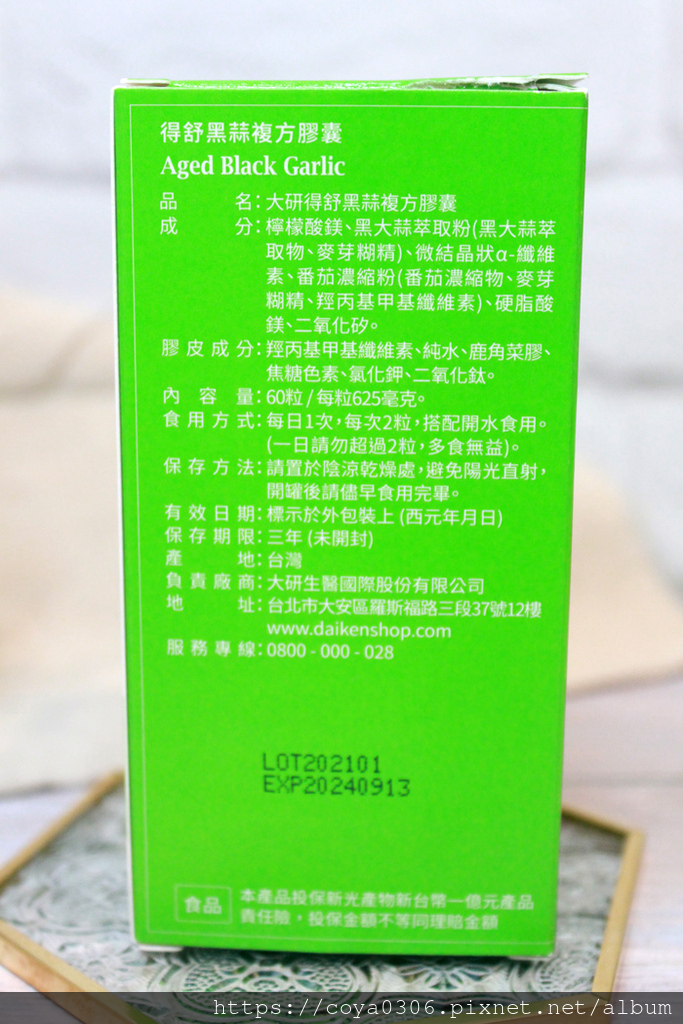 得舒黑蒜複方膠囊
Aged Black Garlic
品名：大研得舒黑蒜複方膠囊
成分：檸檬酸鎂、黑大蒜萃取粉(黑大蒜萃
取物、麥芽糊精)、微結晶狀α-纖維
素、番茄濃縮粉(番茄濃縮物、麥芽
糊精、羥丙基甲基纖維素)、硬脂酸
鎂、二氧化矽。
膠皮成分：羥丙基甲基纖維素、純水、鹿角菜膠、
焦糖色素、氯化鉀、二氧化鈦。
內容量：60粒 / 每粒625毫克。
食用方式：每日1次，每次2粒，搭配開水食用。
(一日請勿超過2粒，多食無益)。
保存方法：請置於陰涼乾燥處，避免陽光直射，
開罐後請儘早食用完畢。
有效日期：標示於外包裝上 (西元年月日)
保存期限：三年 (未開封)
產地：台灣
負責廠商：大研生醫國際股份有限公司
地址：台北市大安區羅斯福路三段37號12樓
www.daikenshop.com
服務專線：0800 - 000 - 028
LOT202101
EXP20240913
食品
本產品投保新光產物新台幣一億元產品
責任險，投保金額不等同理賠金額
https://coya0306.pixnet.net/album